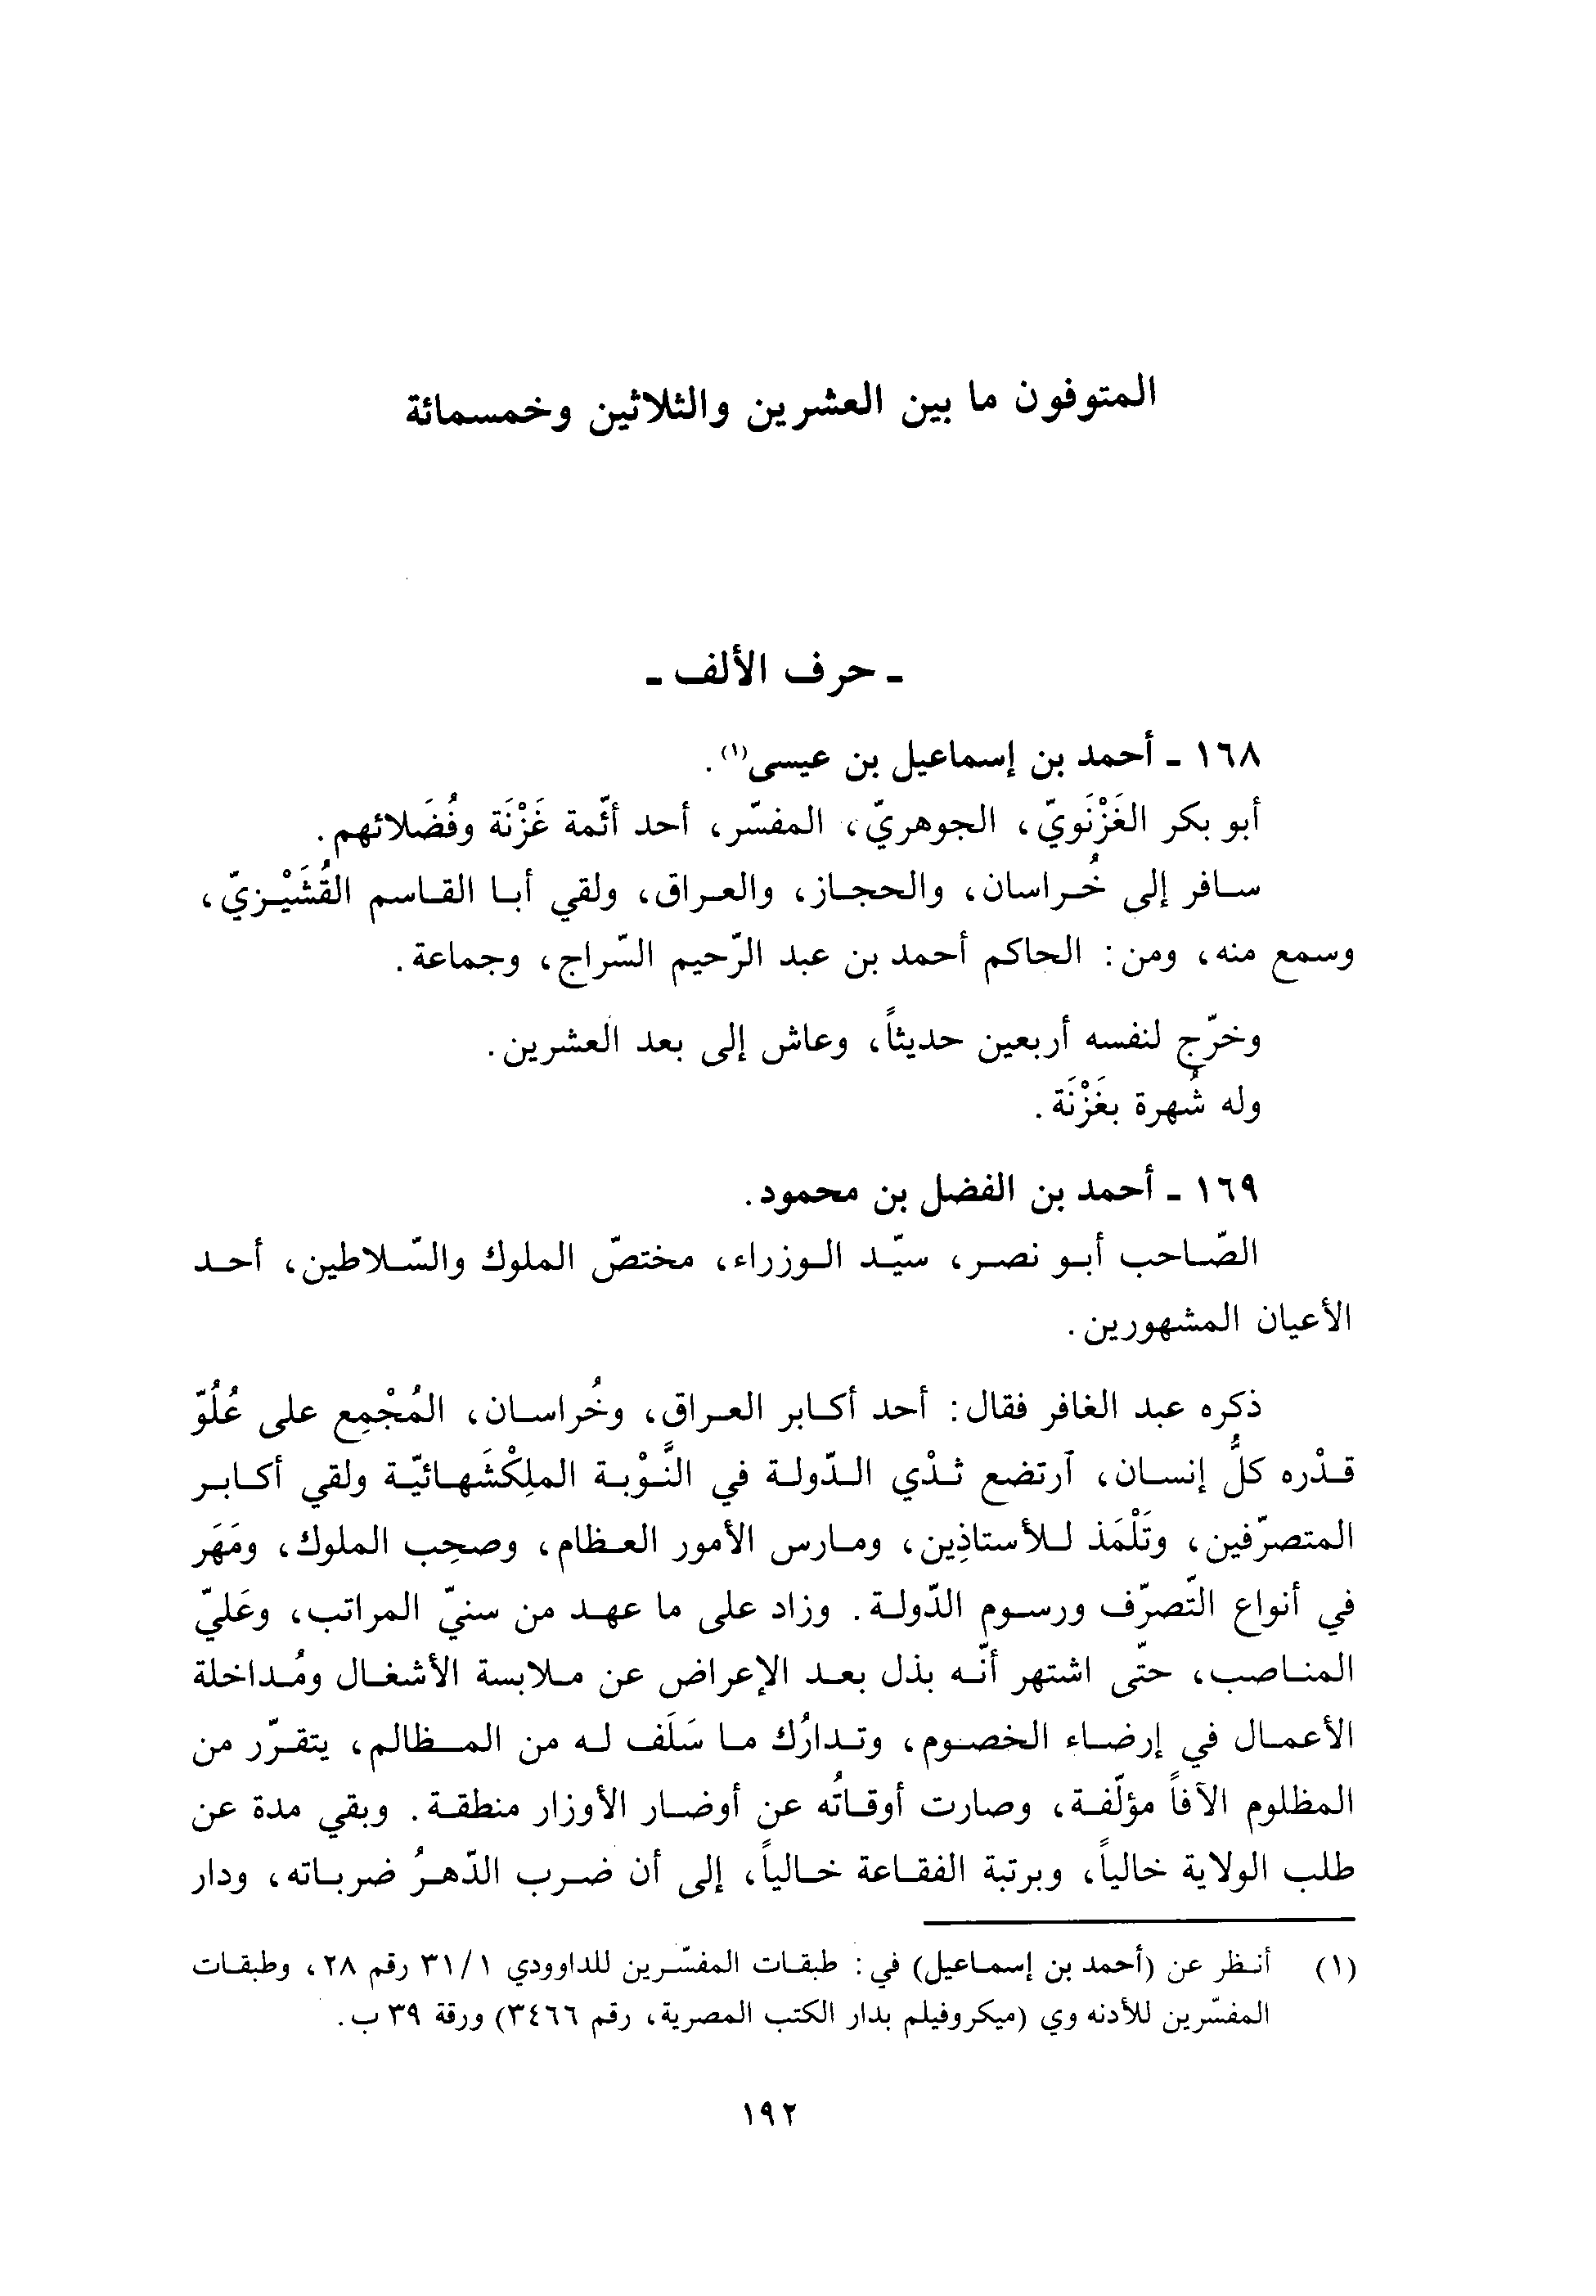 المتوفون ما بين العشرين والثلاثين وخمسمائة
ـ حرف الألف ـ
١٦٨ ـ أحمد بن إسماعيل بن عيسى(١).
أبو بكر الغَزْنَويّ، الجوهريّ، المفسّر، أحد أئمة غَزْنَة وفُضَلائهم.
سافر إلى خُراسان، والحجاز، والعراق، ولقي أبا القاسم القُشَيْزيّ،
وسمع منه، ومن: الحاكم أحمد بن عبد الرّحيم السّراج، وجماعة.
وخرّج لنفسه أربعين حديثاً، وعاش إلى بعد العشرين.
وله شُهرة بغَزْنَة.
١٦٩ ـ أحمد بن الفضل بن محمود.
الصّاحب أبو نصر، سيّد الوزراء، مختصّ الملوك والسّلاطين، أحد
الأعيان المشهورين.
ذكره عبد الغافر فقال: أحد أكابر العراق، وخُراسان، المُجْمِع على عُلُوّ
قدْره كلُّ إنسان، آرتضع ثدْي الدّولة في النَّوْبة الملِكْشَهائيّة ولقي أكابر
المتصرّفين، وتَلْمَذ للأستاذِين، ومارس الأمور العظام، وصحِب الملوك، ومَهَر
في أنواع التّصرّف ورسوم الدّولة. وزاد على ما عهد من سنيّ المراتب، وعَليّ
المناصب، حتّى اشتهر أنّه بذل بعد الإعراض عن ملابسة الأشغال ومُداخلة
الأعمال في إرضاء الخصوم، وتدارُك ما سَلَف له من المظالم، يتقرّر من
المظلوم الآفاً مؤلّفة، وصارت أوقاتُه عن أوضار الأوزار منطقة. وبقي مدة عن
طلب الولاية خالياً، وبرتبة الفقاعة خالياً، إلى أن ضرب الدّهرُ ضرباته، ودار
(١) أنظر عن (أحمد بن إسماعيل) في: طبقات المفسّرين للداوودي ٣١/١ رقم ٢٨، وطبقات
المفسّرين للأدنه وي (ميكروفيلم بدار الكتب المصرية، رقم ٣٤٦٦) ورقة ٣٩ ب.
١٩٢